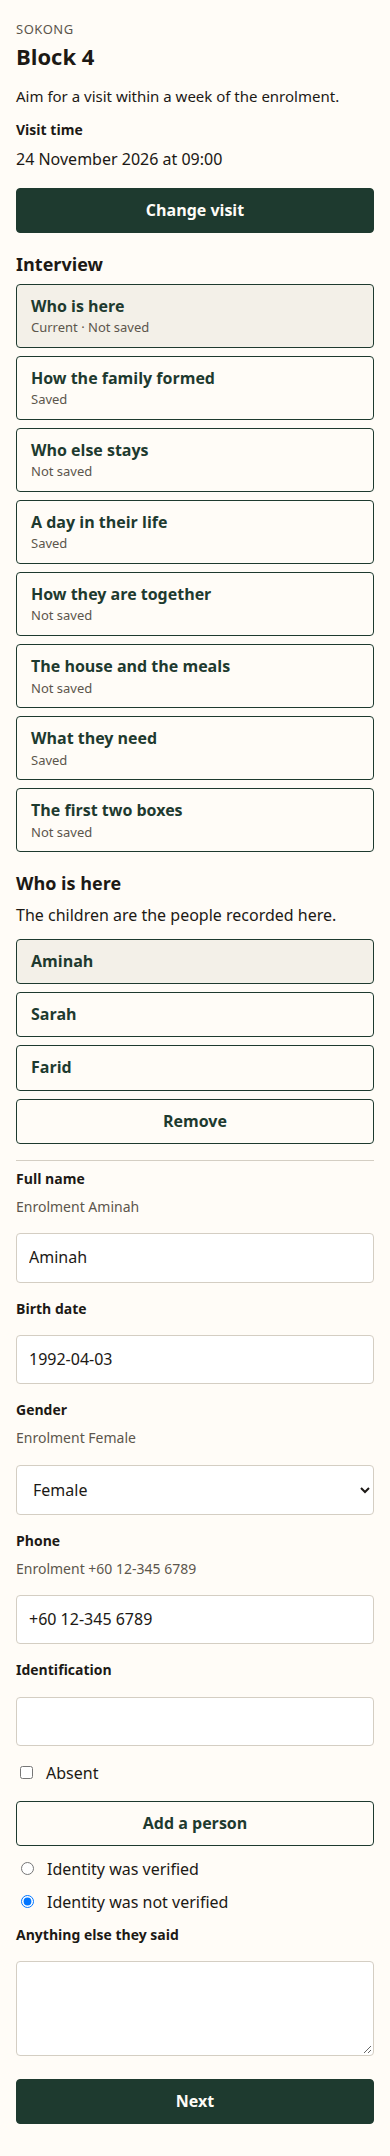 SOKONG
Block 4
Aim for a visit within a week of the enrolment.
Visit time
24 November 2026 at 09:00
Change visit
Interview
Who is here
Current · Not saved
How the family formed
Saved
Who else stays
Not saved
A day in their life
Saved
How they are together
Not saved
The house and the meals
Not saved
What they need
Saved
The first two boxes
Not saved
Who is here
The children are the people recorded here.
Aminah
Sarah
Farid
Remove
Full name
Enrolment Aminah
Aminah
Birth date
1992-04-03
Gender
Enrolment Female
Female
Phone
Enrolment +60 12-345 6789
+60 12-345 6789
Identification
Absent
Add a person
Identity was verified
Identity was not verified
Anything else they said
Next